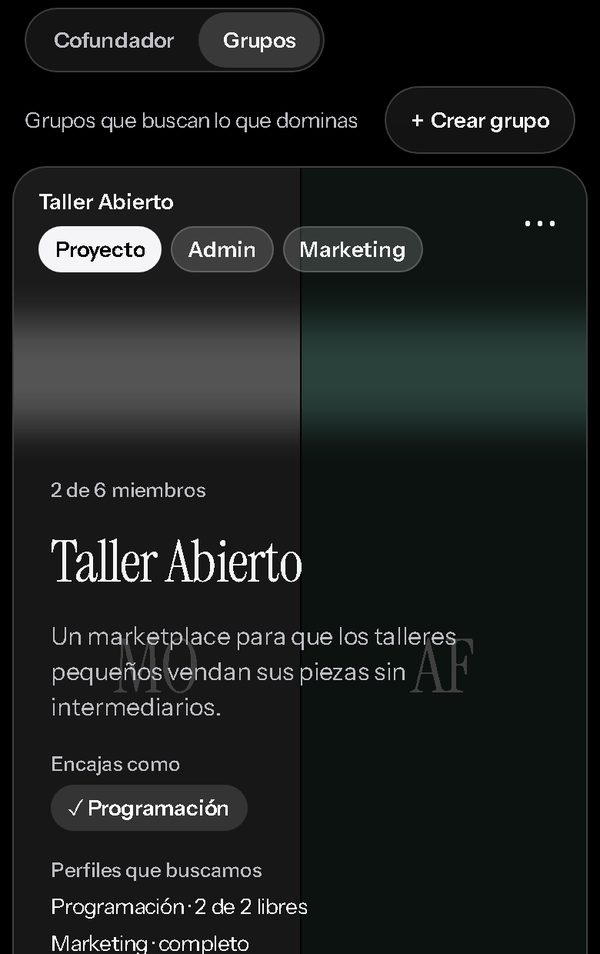 Cofundador Grupos
Grupos que buscan lo que dominas + Crear grupo
Taller Abierto
Proyecto Admin Marketing
2 de 6 miembros
Taller Abierto
Un marketplace para que los talleres
pequeños vendan sus piezas sin
intermediarios.
MO AF
Encajas como
✓ Programación
Perfiles que buscamos
Programación · 2 de 2 libres
Marketing · completo